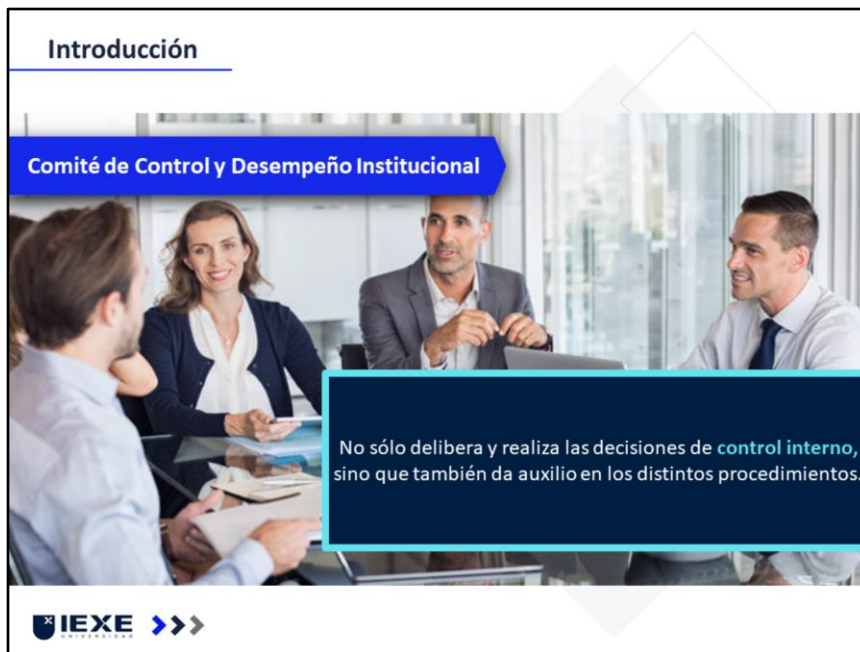 Introducción
Comité de Control y Desempeño Institucional
No sólo delibera y realiza las decisiones de control interno,
sino que también da auxilio en los distintos procedimientos.
IEXE
UNIVERSIDAD